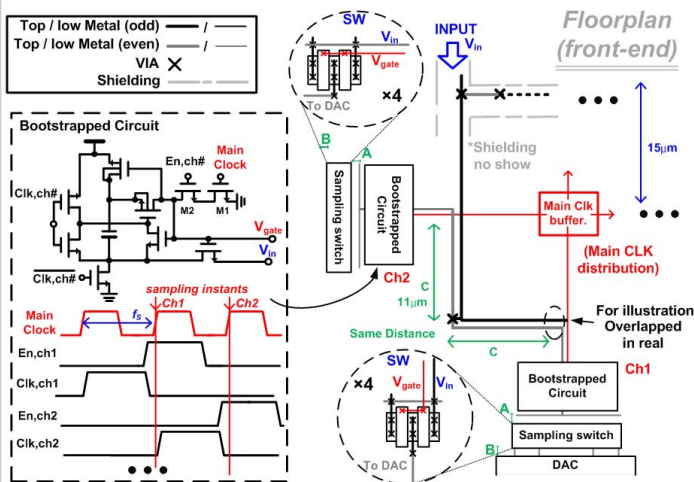 Top / low Metal (odd) /
Top / low Metal (even) /
VIA
Shielding
SW
Vin
Vgate
To DAC
×4
INPUT
Vin
Floorplan
(front-end)
*Shielding
no show
15μm
Bootstrapped Circuit
En,ch#
Main
Clock
Clk,ch#
M2
M1
Vgate
Vin
Clk,ch#
B
A
Sampling switch
Bootstrapped
Circuit
Ch2
Main Clk
buffer.
(Main CLK
distribution)
C
11μm
Same Distance
C
For illustration
Overlapped
in real
sampling instants
Ch1
Ch2
Main
Clock
fs
En,ch1
Clk,ch1
En,ch2
Clk,ch2
SW
×4
Vgate
Vin
To DAC
Ch1
Bootstrapped
Circuit
A
Sampling switch
B
DAC